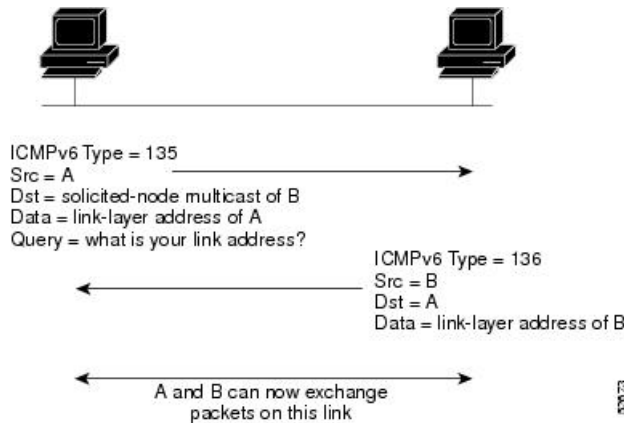 ICMPv6 Type = 135
Src = A
Dst = solicited-node multicast of B
Data = link-layer address of A
Query = what is your link address?
ICMPv6 Type = 136
Src = B
Dst = A
Data = link-layer address of B
A and B can now exchange
packets on this link